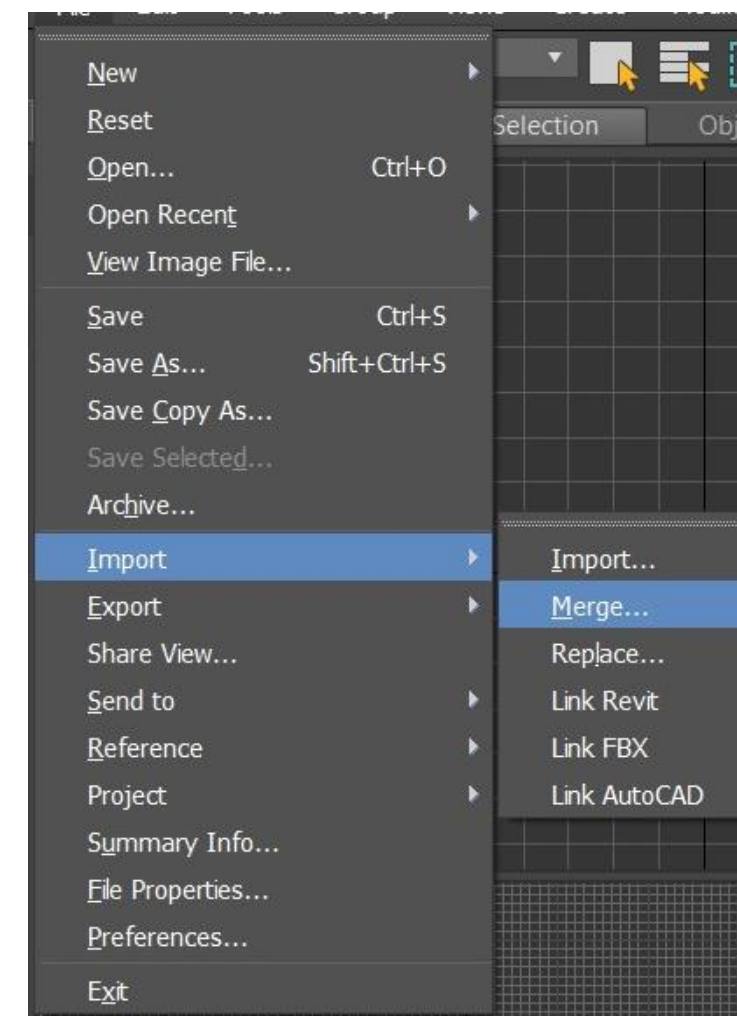 New
Reset
Open... Ctrl+O
Open Recent
View Image File...
Save Ctrl+S
Save As... Shift+Ctrl+S
Save Copy As...
Save Selected...
Archive...
Import
Export
Share View...
Send to
Reference
Project
Summary Info...
File Properties...
Preferences...
Exit
Selection
Import...
Merge...
Replace...
Link Revit
Link FBX
Link AutoCAD